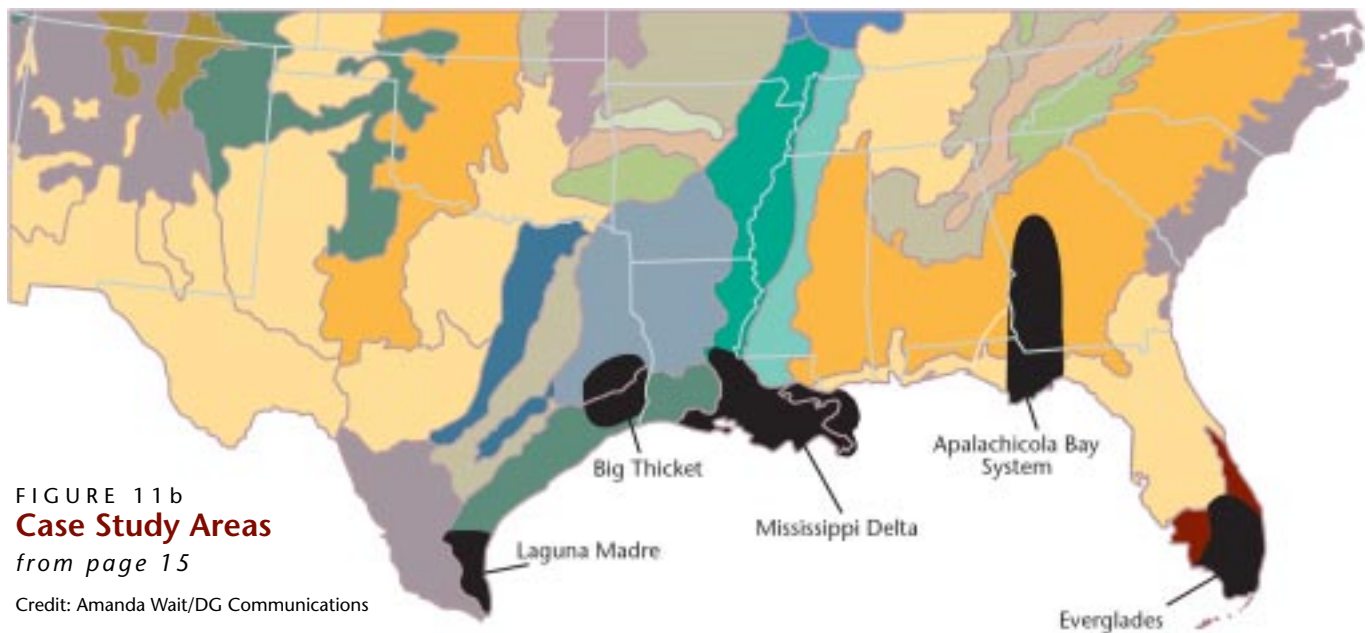 Apalachicola Bay
System
Big Thicket
Mississippi Delta
Laguna Madre
Everglades
FIGURE 11b
Case Study Areas
from page 15
Credit: Amanda Wait/DG Communications